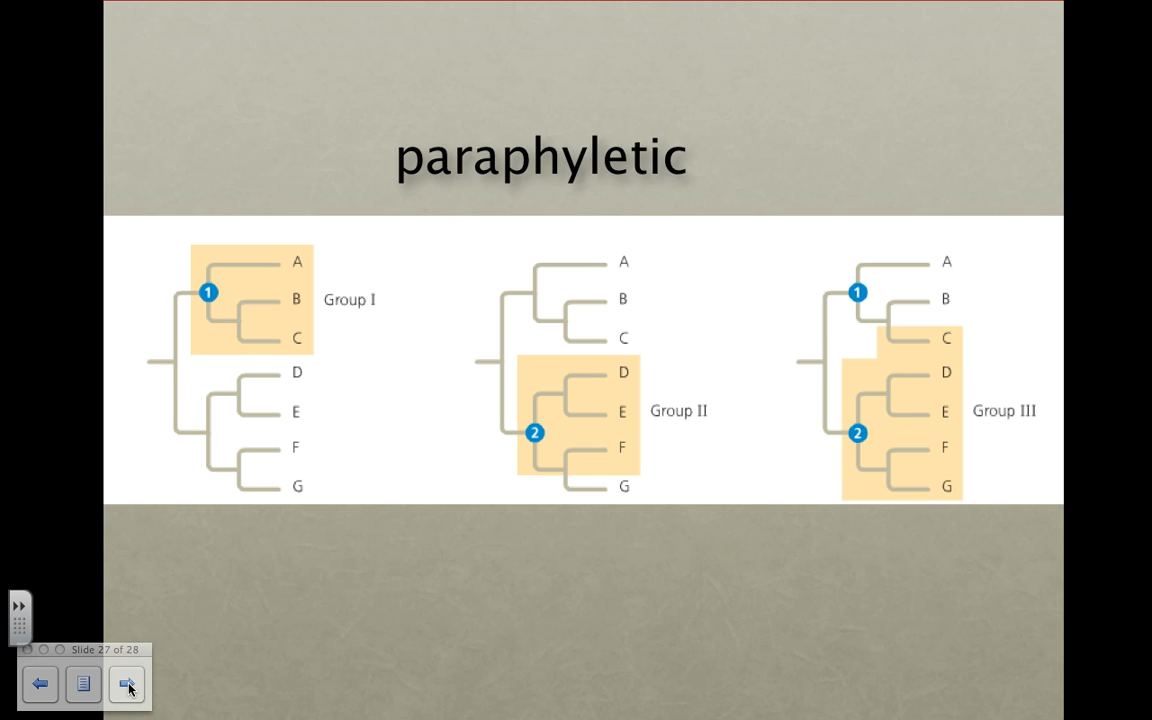 paraphyletic
A
1
B
Group I
C
D
E
F
G
A
B
C
D
E
Group II
2
F
G
A
1
B
C
D
E
Group III
2
F
G
Slide 27 of 28